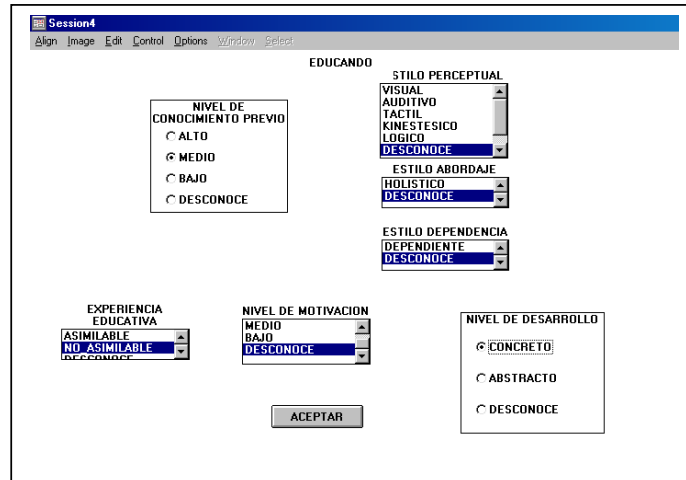 Session4
Align Image Edit Control Options Window Select
EDUCANDO
STILO PERCEPTUAL
VISUAL
AUDITIVO
TACTIL
KINESTESICO
LOGICO
DESCONOCE
NIVEL DE
CONOCIMIENTO PREVIO
ALTO
MEDIO
BAJO
DESCONOCE
ESTILO ABORDAJE
HOLISTICO
DESCONOCE
ESTILO DEPENDENCIA
DEPENDIENTE
DESCONOCE
EXPERIENCIA
EDUCATIVA
ASIMILABLE
NO_ASIMILABLE
DESCONOCE
NIVEL DE MOTIVACION
MEDIO
BAJO
DESCONOCE
NIVEL DE DESARROLLO
CONCRETO
ABSTRACTO
DESCONOCE
ACEPTAR